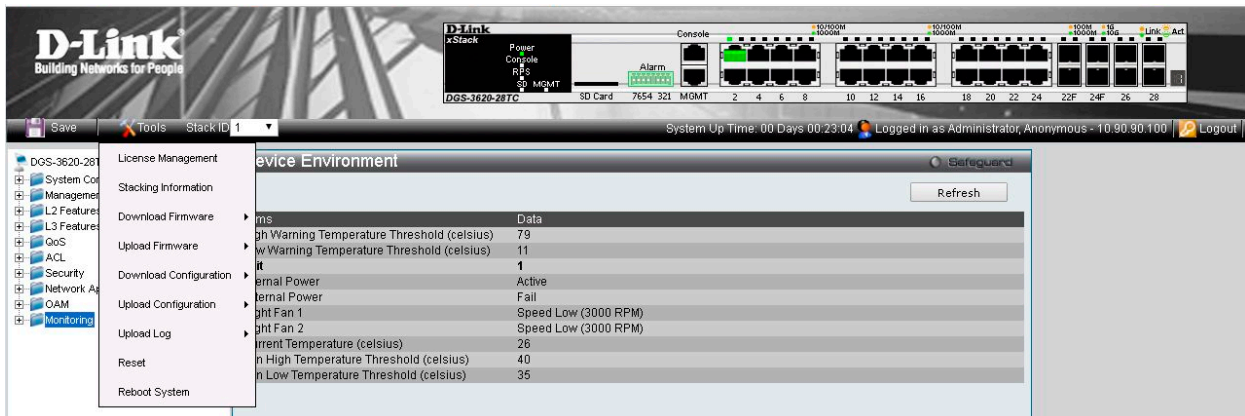 D-Link
Building Networks for People
D-Link
xStack
Power
Console
RPS
SD MGMT
DGS-3620-28TC
SD Card
Alarm
7654 321
Console
MGMT
10/100M
1000M
10/100M
1000M
100M 1G
1000M 10G
Link Act
2 4 6 8 10 12 14 16 18 20 22 24 22F 24F 26 28
Save Tools Stack ID 1
System Up Time: 00 Days 00:23:04 Logged in as Administrator, Anonymous - 10.90.90.100 Logout
DGS-3620-28T
System Con
Managemen
L2 Features
L3 Features
QoS
ACL
Security
Network Ap
OAM
Monitoring
License Management
Stacking Information
Download Firmware
Upload Firmware
Download Configuration
Upload Configuration
Upload Log
Reset
Reboot System
evice Environment
Safeguard
Refresh
ms Data
gh Warning Temperature Threshold (celsius) 79
w Warning Temperature Threshold (celsius) 11
it 1
ernal Power Active
ternal Power Fail
ght Fan 1 Speed Low (3000 RPM)
ght Fan 2 Speed Low (3000 RPM)
urrent Temperature (celsius) 26
n High Temperature Threshold (celsius) 40
n Low Temperature Threshold (celsius) 35